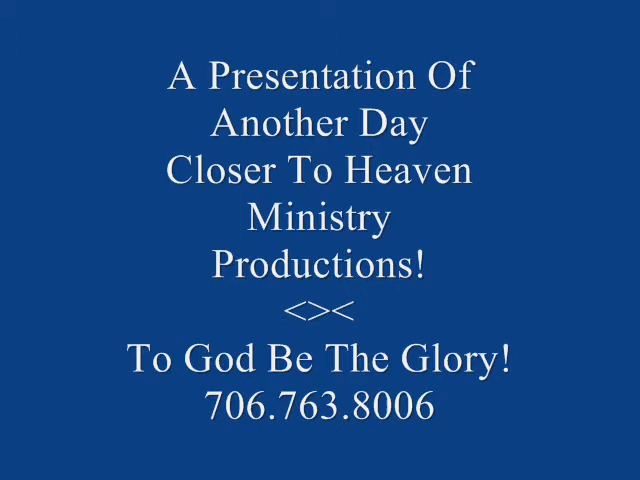 A Presentation Of
Another Day
Closer To Heaven
Ministry
Productions!
<><
To God Be The Glory!
706.763.8006